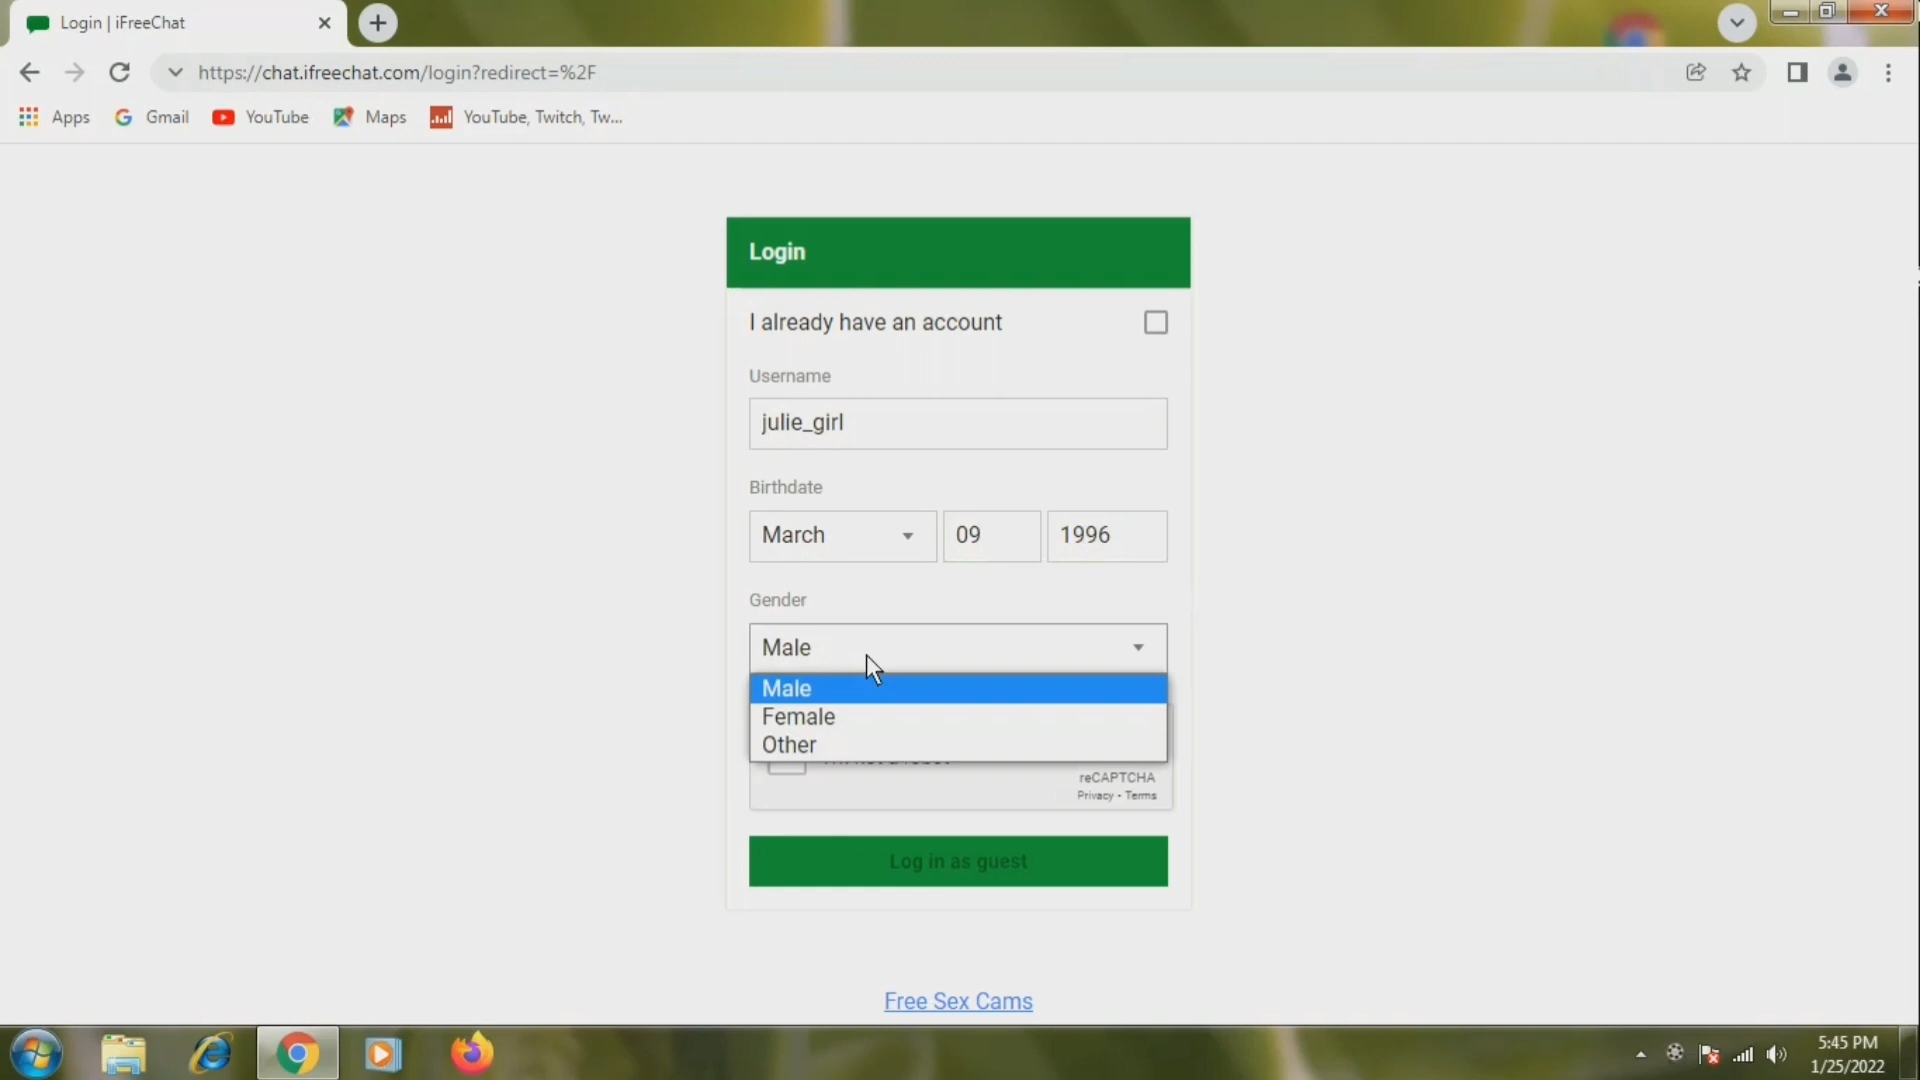 Login | iFreeChat
https://chat.ifreechat.com/login?redirect=%2F
Apps
Gmail
YouTube
Maps
YouTube, Twitch, Tw...
Login
I already have an account
Username
julie_girl
Birthdate
March
09
1996
Gender
Male
Male
Female
Other
reCAPTCHA
Privacy - Terms
Log in as guest
Free Sex Cams
5:45 PM
1/25/2022